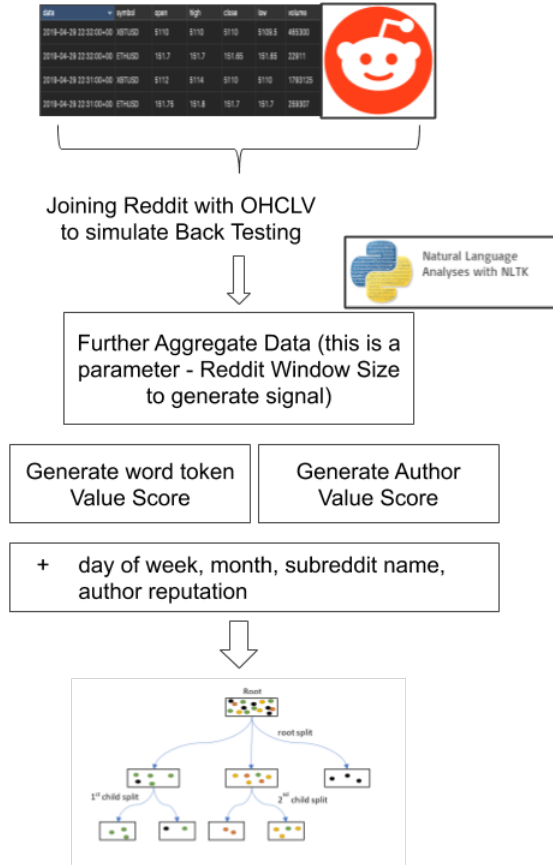 data symbol open high close low volume
2019-04-29 22:32:00+00 XBTUSD 5110 5110 5110 5109.5 465300
2019-04-29 22:32:00+00 ETHUSD 151.7 151.7 151.65 151.65 22911
2019-04-29 22:31:00+00 XBTUSD 5112 5114 5110 5110 1793125
2019-04-29 22:31:00+00 ETHUSD 151.75 151.8 151.7 151.7 259307
Joining Reddit with OHCLV
to simulate Back Testing
Natural Language
Analyses with NLTK
Further Aggregate Data (this is a
parameter - Reddit Window Size
to generate signal)
Generate word token
Value Score
Generate Author
Value Score
+ day of week, month, subreddit name,
author reputation
Root
root split
1st child split
2nd child split